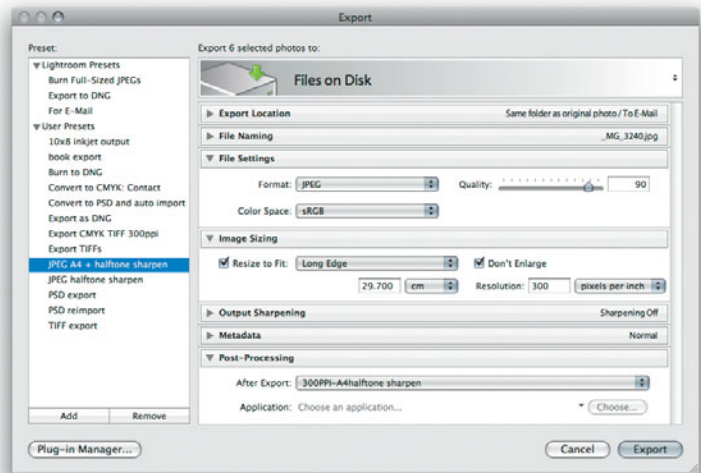 Export
Preset:
Lightroom Presets
Burn Full-Sized JPEGs
Export to DNG
For E-Mail
User Presets
10x8 inkjet output
book export
Burn to DNG
Convert to CMYK: Contact
Convert to PSD and auto import
Export as DNG
Export CMYK TIFF 300ppi
Export TIFFs
JPEG A4 + halftone sharpen
JPEG halftone sharpen
PSD export
PSD reimport
TIFF export
Add Remove
Export 6 selected photos to:
Files on Disk
Export Location Same folder as original photo / To E-Mail
File Naming _MG_3240.jpg
File Settings
Format: JPEG Quality: 90
Color Space: sRGB
Image Sizing
Resize to Fit: Long Edge Don't Enlarge
29.700 cm Resolution: 300 pixels per inch
Output Sharpening Sharpening Off
Metadata Normal
Post-Processing
After Export: 300PPI-A4halftone sharpen
Application: Choose an application... Choose...
Plug-in Manager... Cancel Export